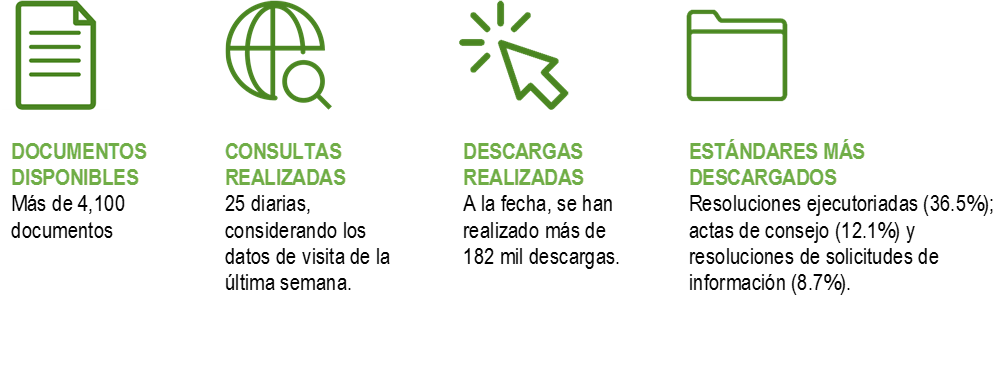 DOCUMENTOS
DISPONIBLES
Más de 4,100
documentos
CONSULTAS
REALIZADAS
25 diarias,
considerando los
datos de visita de la
última semana.
DESCARGAS
REALIZADAS
A la fecha, se han
realizado más de
182 mil descargas.
ESTÁNDARES MÁS
DESCARGADOS
Resoluciones ejecutoriadas (36.5%);
actas de consejo (12.1%) y
resoluciones de solicitudes de
información (8.7%).